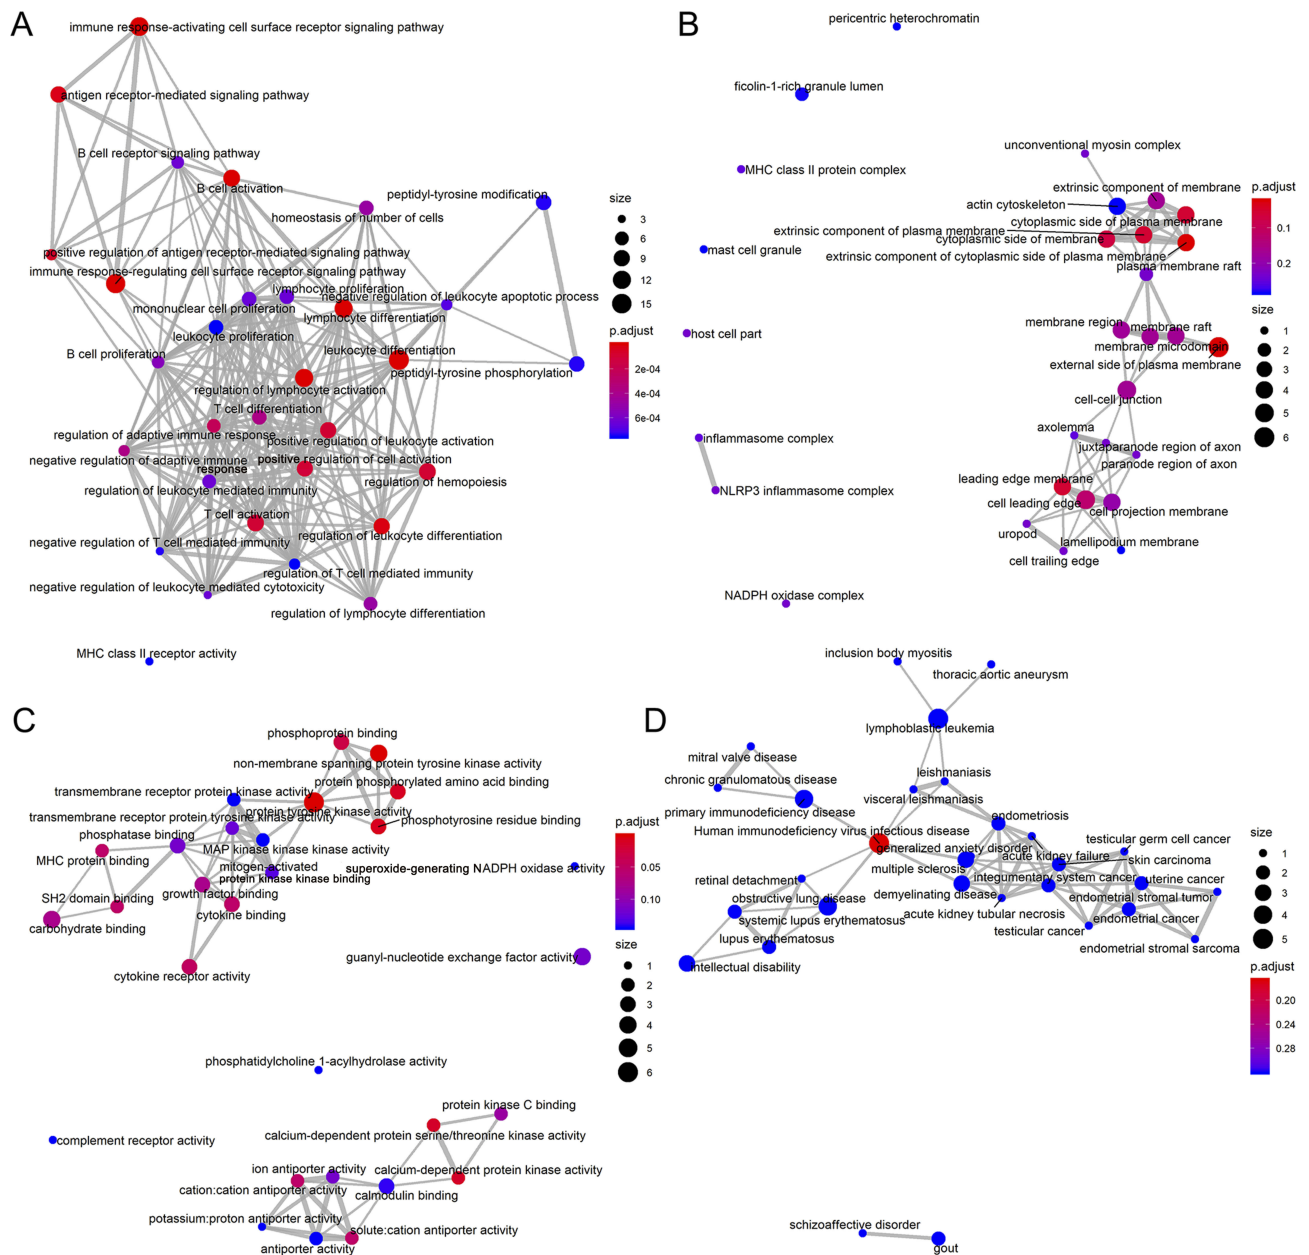 A
immune response-activating cell surface receptor signaling pathway
antigen receptor-mediated signaling pathway
B cell receptor signaling pathway
B cell activation
peptidyl-tyrosine modification
homeostasis of number of cells
positive regulation of antigen receptor-mediated signaling pathway
immune response-regulating cell surface receptor signaling pathway
lymphocyte proliferation
negative regulation of leukocyte apoptotic process
mononuclear cell proliferation
lymphocyte differentiation
leukocyte proliferation
B cell proliferation
leukocyte differentiation
peptidyl-tyrosine phosphorylation
regulation of lymphocyte activation
T cell differentiation
regulation of adaptive immune response
positive regulation of leukocyte activation
negative regulation of adaptive immune
response
positive regulation of cell activation
regulation of leukocyte mediated immunity
regulation of hemopoiesis
T cell activation
regulation of leukocyte differentiation
negative regulation of T cell mediated immunity
regulation of T cell mediated immunity
negative regulation of leukocyte mediated cytotoxicity
regulation of lymphocyte differentiation
MHC class II receptor activity
size
3
6
9
12
15
p.adjust
2e-04
4e-04
6e-04
B
pericentric heterochromatin
ficolin-1-rich granule lumen
unconventional myosin complex
MHC class II protein complex
extrinsic component of membrane
actin cytoskeleton
cytoplasmic side of plasma membrane
extrinsic component of plasma membrane
cytoplasmic side of membrane
mast cell granule
extrinsic component of cytoplasmic side of plasma membrane
plasma membrane raft
host cell part
membrane region
membrane raft
membrane microdomain
external side of plasma membrane
cell-cell junction
inflammasome complex
axolemma
juxtaparanode region of axon
paranode region of axon
leading edge membrane
NLRP3 inflammasome complex
cell leading edge
cell projection membrane
uropod
lamellipodium membrane
cell trailing edge
NADPH oxidase complex
p.adjust
0.1
0.2
size
1
2
3
4
5
6
C
phosphoprotein binding
non-membrane spanning protein tyrosine kinase activity
protein phosphorylated amino acid binding
transmembrane receptor protein kinase activity
protein tyrosine kinase activity
transmembrane receptor protein tyrosine kinase activity
phosphotyrosine residue binding
phosphatase binding
MAP kinase kinase kinase activity
MHC protein binding
mitogen-activated
protein kinase kinase binding
superoxide-generating NADPH oxidase activity
SH2 domain binding
growth factor binding
cytokine binding
carbohydrate binding
guanyl-nucleotide exchange factor activity
cytokine receptor activity
phosphatidylcholine 1-acylhydrolase activity
protein kinase C binding
calcium-dependent protein serine/threonine kinase activity
complement receptor activity
ion antiporter activity
calcium-dependent protein kinase activity
cation:cation antiporter activity
calmodulin binding
potassium:proton antiporter activity
solute:cation antiporter activity
antiporter activity
p.adjust
0.05
0.10
size
1
2
3
4
5
6
D
inclusion body myositis
thoracic aortic aneurysm
lymphoblastic leukemia
mitral valve disease
leishmaniasis
chronic granulomatous disease
visceral leishmaniasis
primary immunodeficiency disease
endometriosis
Human immunodeficiency virus infectious disease
testicular germ cell cancer
generalized anxiety disorder
acute kidney failure
skin carcinoma
multiple sclerosis
integumentary system cancer
uterine cancer
retinal detachment
demyelinating disease
endometrial stromal tumor
obstructive lung disease
systemic lupus erythematosus
acute kidney tubular necrosis
endometrial cancer
testicular cancer
lupus erythematosus
endometrial stromal sarcoma
intellectual disability
schizoaffective disorder
gout
size
1
2
3
4
5
p.adjust
0.20
0.24
0.28